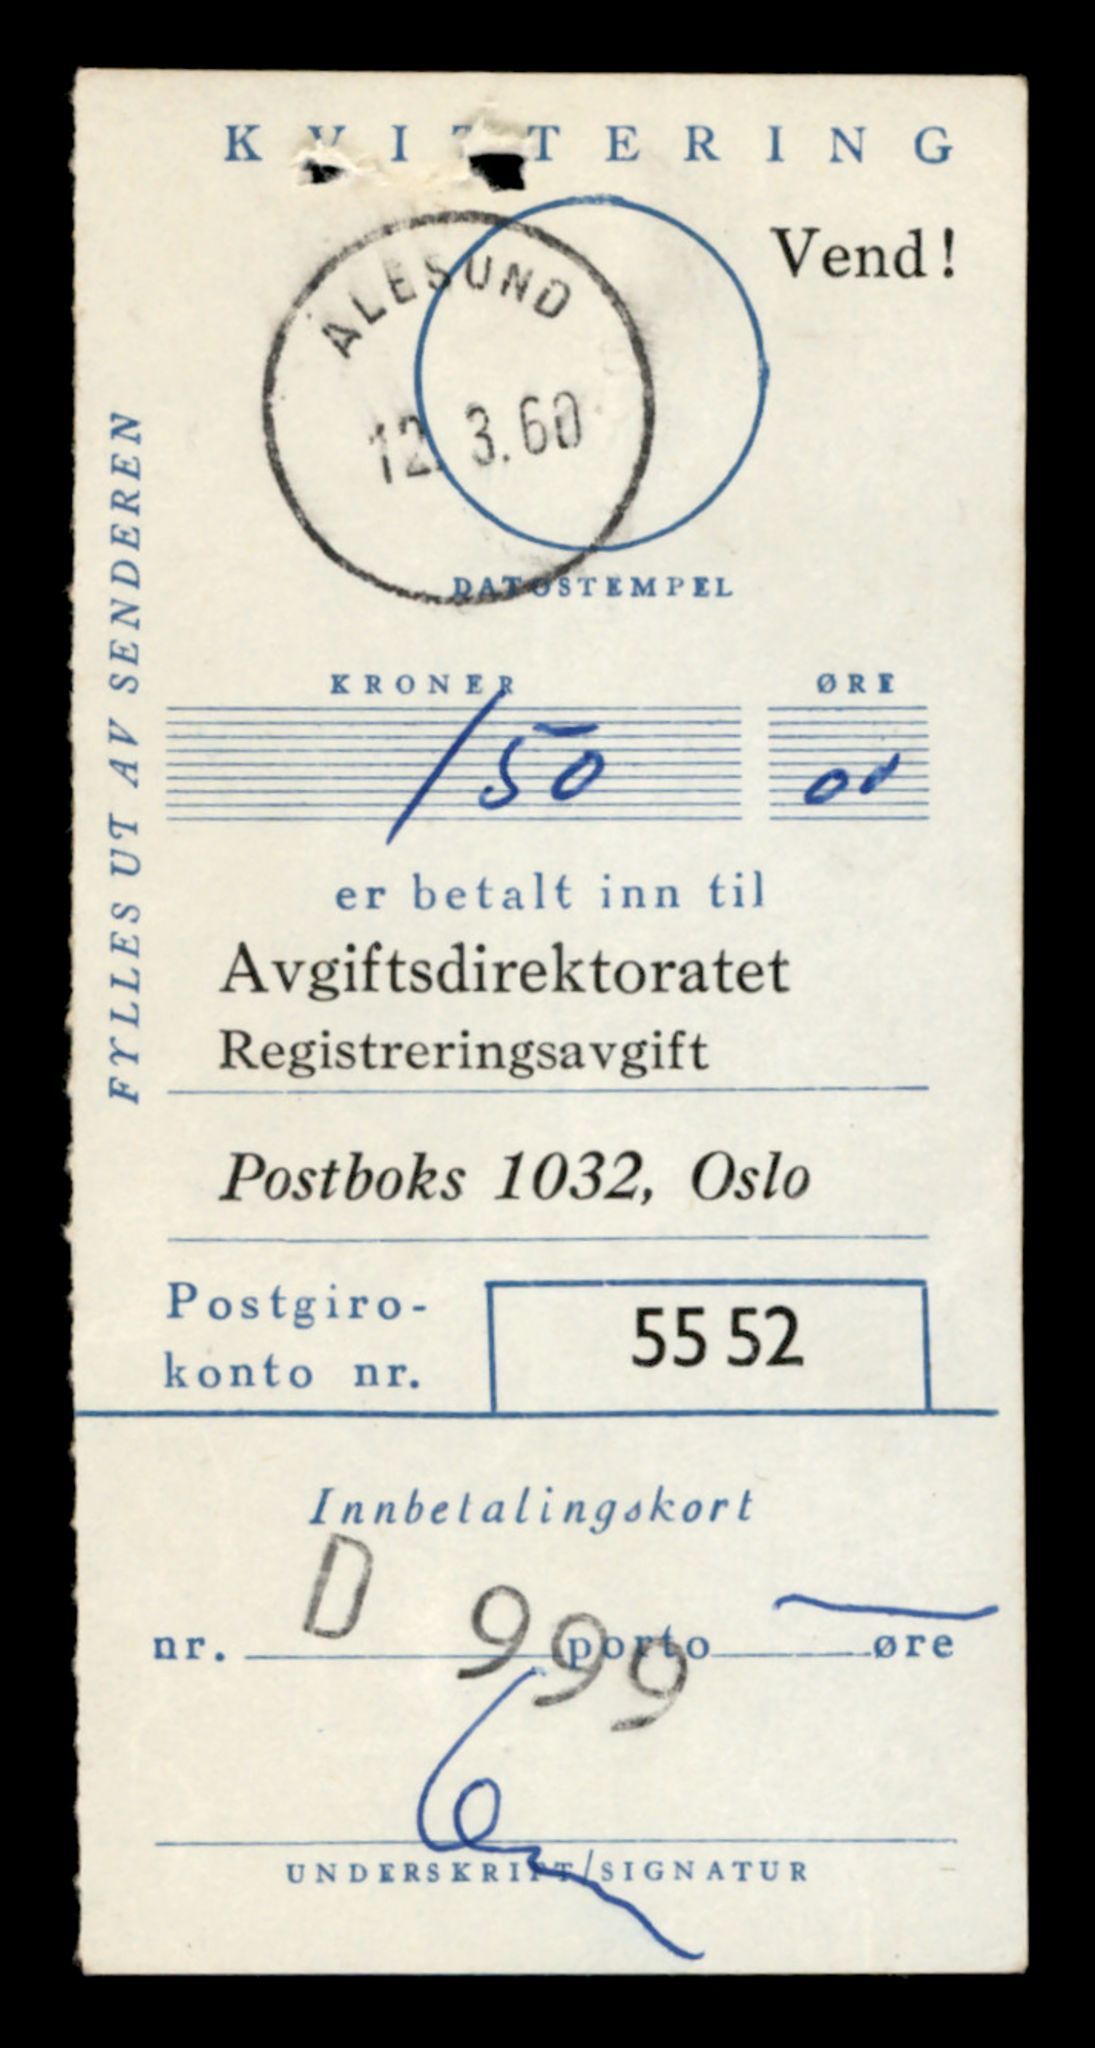 KVITTERING
Vend!
ÅLESUND
12. 3.60
DATOSTEMPEL
FYLLES UT AV SENDEREN
KRONER ØRE
/50 00
er betalt inn til
Avgiftsdirektoratet
Registreringsavgift
Postboks 1032, Oslo
Postgiro-
konto nr.
55 52
Innbetalingskort
D 999
nr. porto øre
UNDERSKRIFT/SIGNATUR